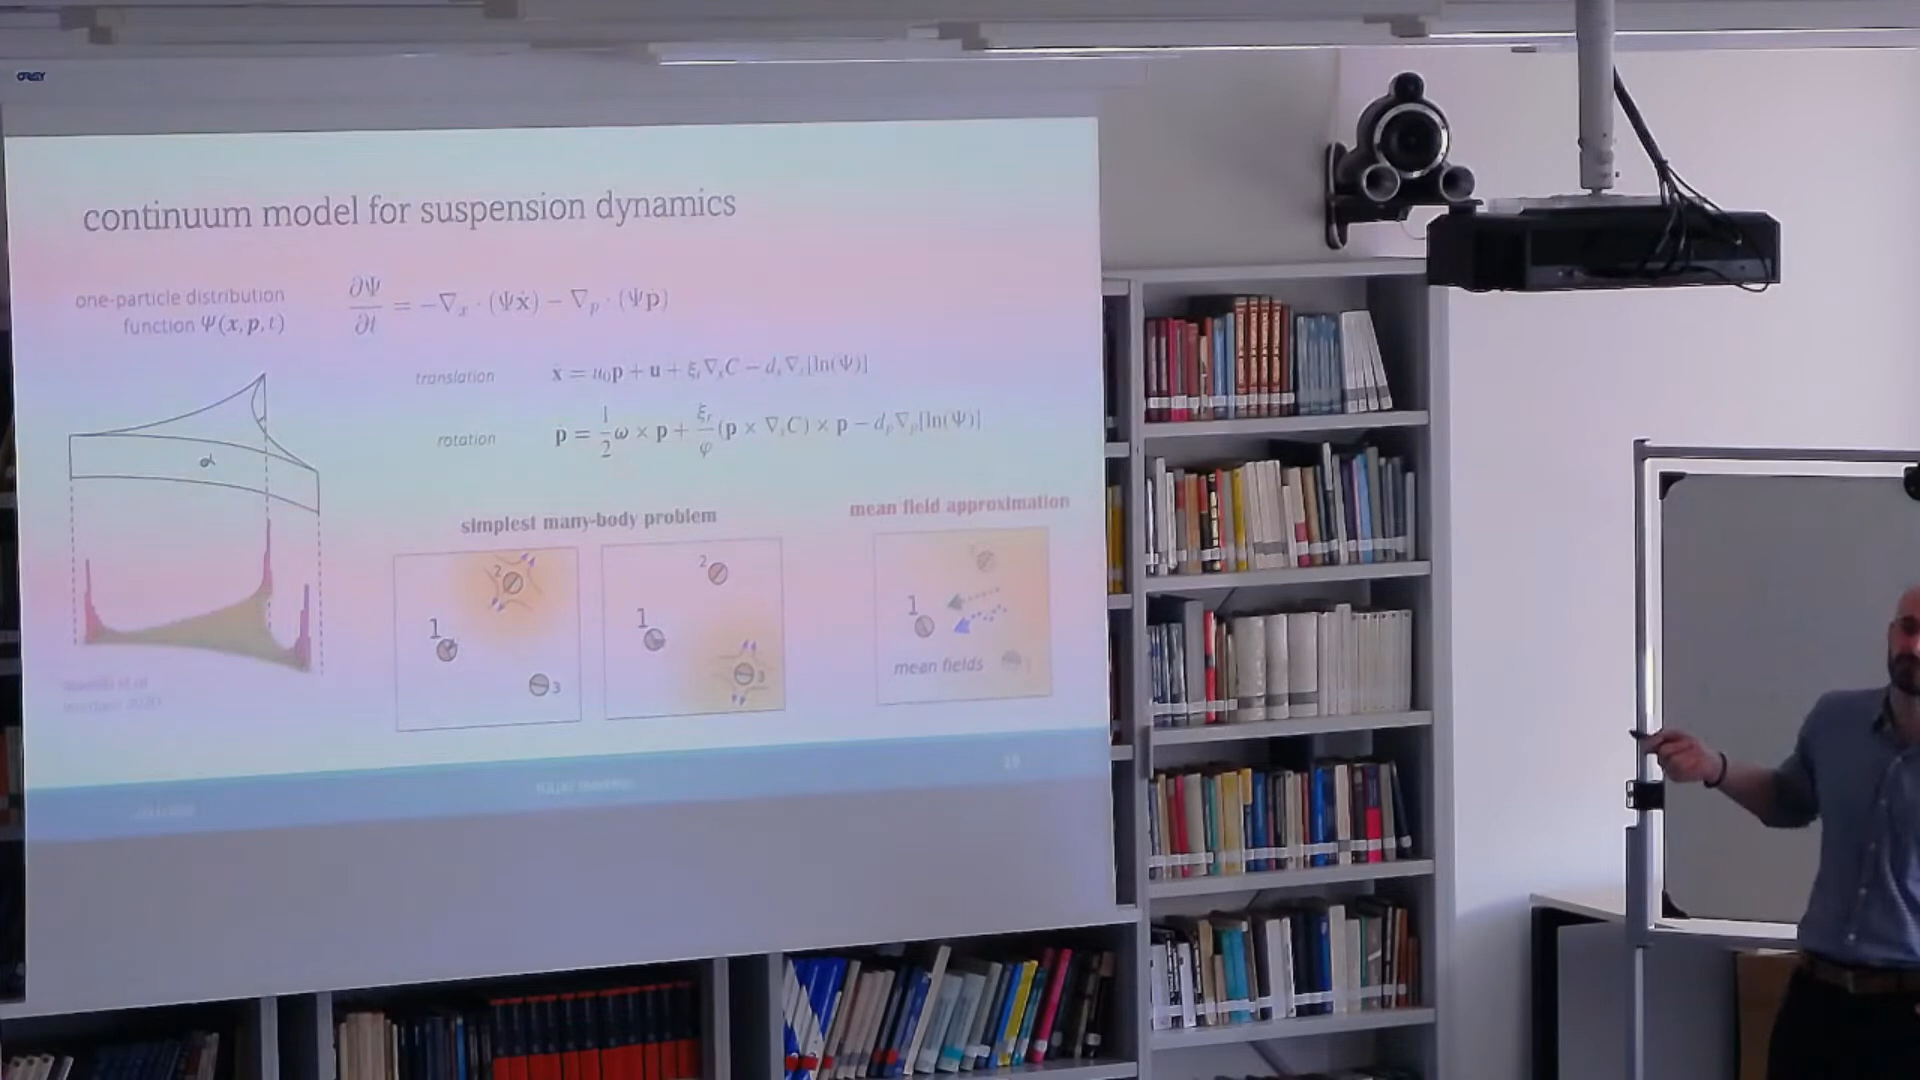 ORAY
continuum model for suspension dynamics
one-particle distribution
function Ψ(x, p, t)
∂Ψ/∂t = −∇ₓ · (Ψẋ) − ∇ₚ · (Ψṗ)
translation
ẋ = u₀p + u + ξₜ∇ₓC − dₓ∇ₓ[ln(Ψ)]
rotation
ṗ = 1/2 ω × p + ξᵣ/φ (p × ∇ₓC) × p − dₚ∇ₚ[ln(Ψ)]
α
simplest many-body problem
mean field approximation
2
1
3
2
1
3
1
mean fields
19